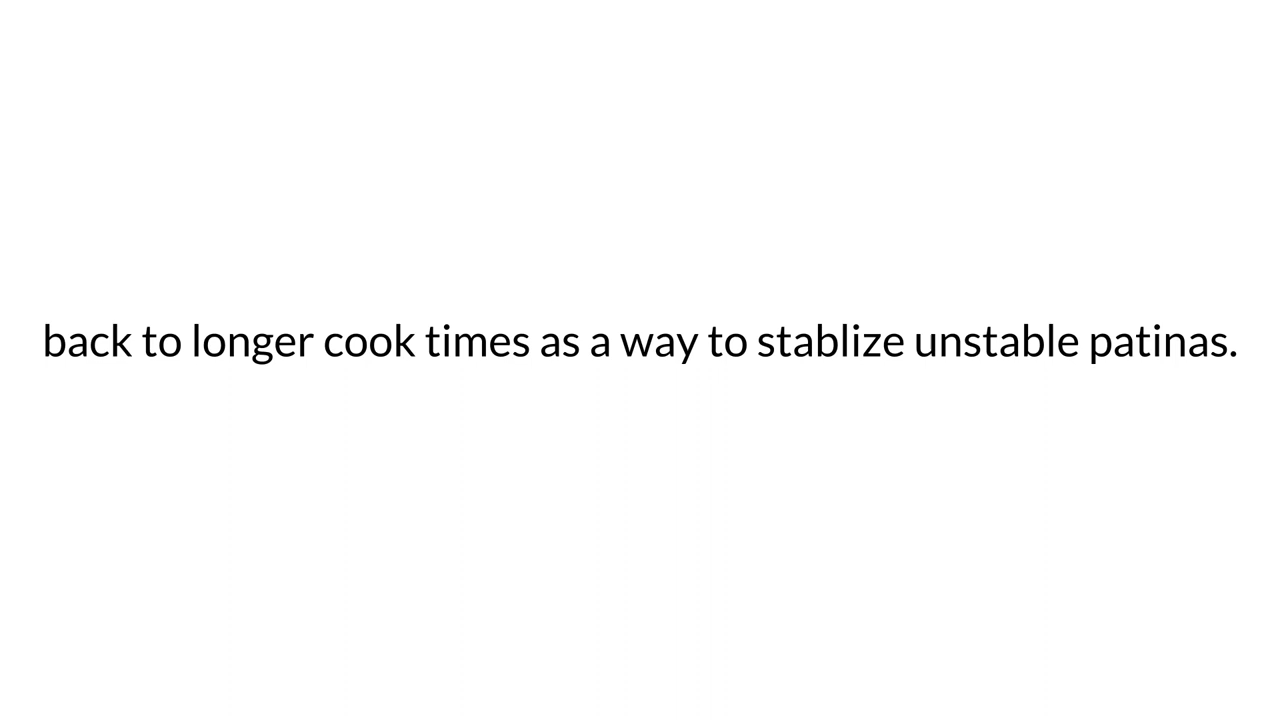 back to longer cook times as a way to stablize unstable patinas.